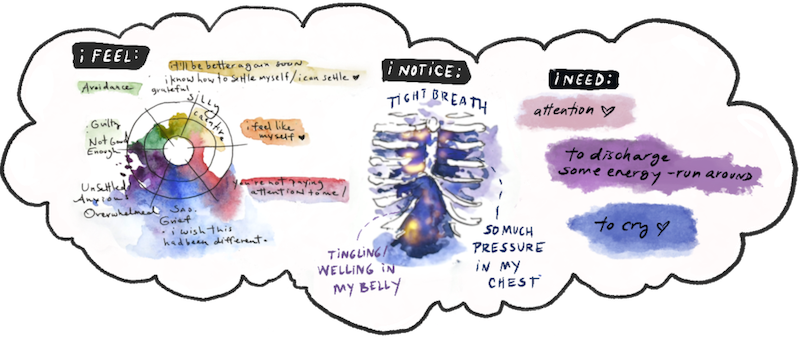 i FEEL:
it'll be better again soon
i know how to settle myself/i can settle ♥
grateful
Avoidance
Silly
Guilty
Not Good
Enough
i feel like
myself ♥
Unsettled
Anxious
Overwhelmed
you're not paying
attention to me!
Sad
Grief
i wish this
had been different.
i NOTICE:
TIGHT BREATH
TINGLING/
WELLING IN
MY BELLY
SO MUCH
PRESSURE
IN MY
CHEST
i NEED:
attention ♡
to discharge
some energy - run around
to cry ♡